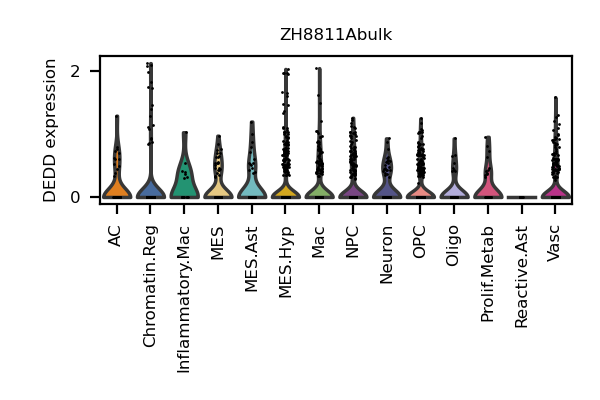 ZH8811Abulk
DEDD expression
2
0
AC
Chromatin.Reg
Inflammatory.Mac
MES
MES.Ast
MES.Hyp
Mac
NPC
Neuron
OPC
Oligo
Prolif.Metab
Reactive.Ast
Vasc